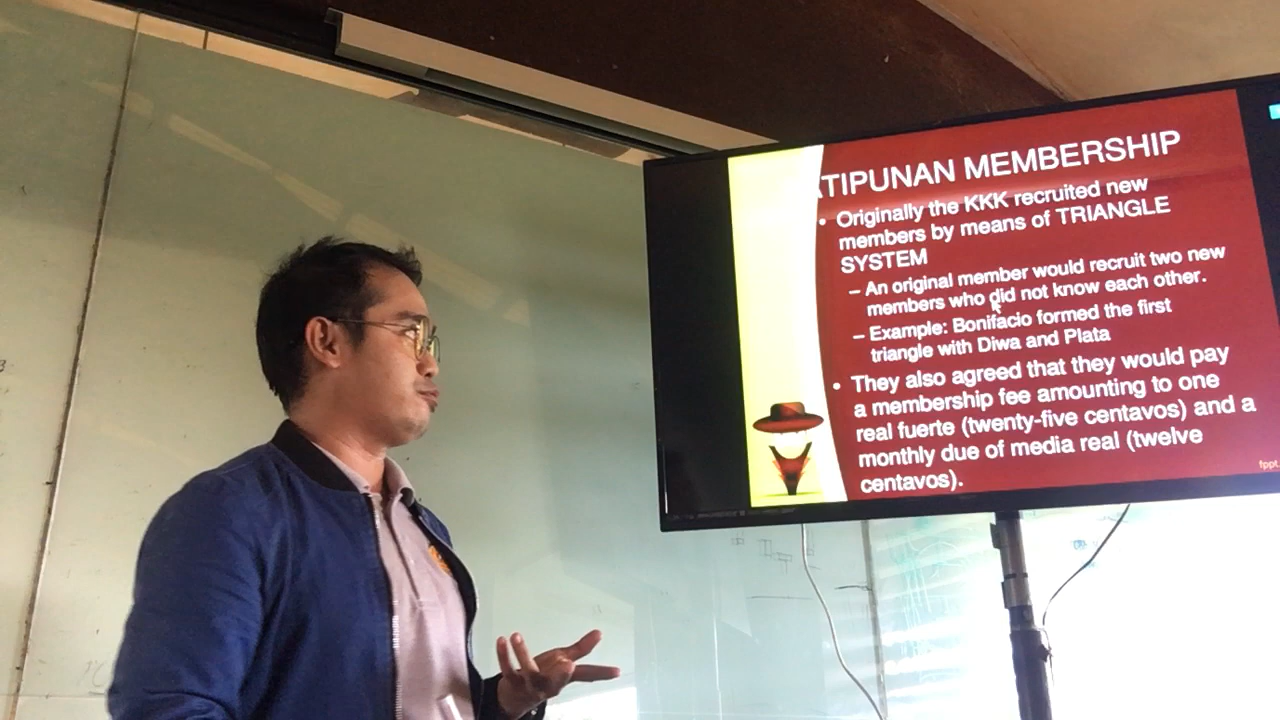 ATIPUNAN MEMBERSHIP
• Originally the KKK recruited new
members by means of TRIANGLE
SYSTEM
– An original member would recruit two new
members who did not know each other.
– Example: Bonifacio formed the first
triangle with Diwa and Plata
• They also agreed that they would pay
a membership fee amounting to one
real fuerte (twenty-five centavos) and a
monthly due of media real (twelve
centavos).
fppt.